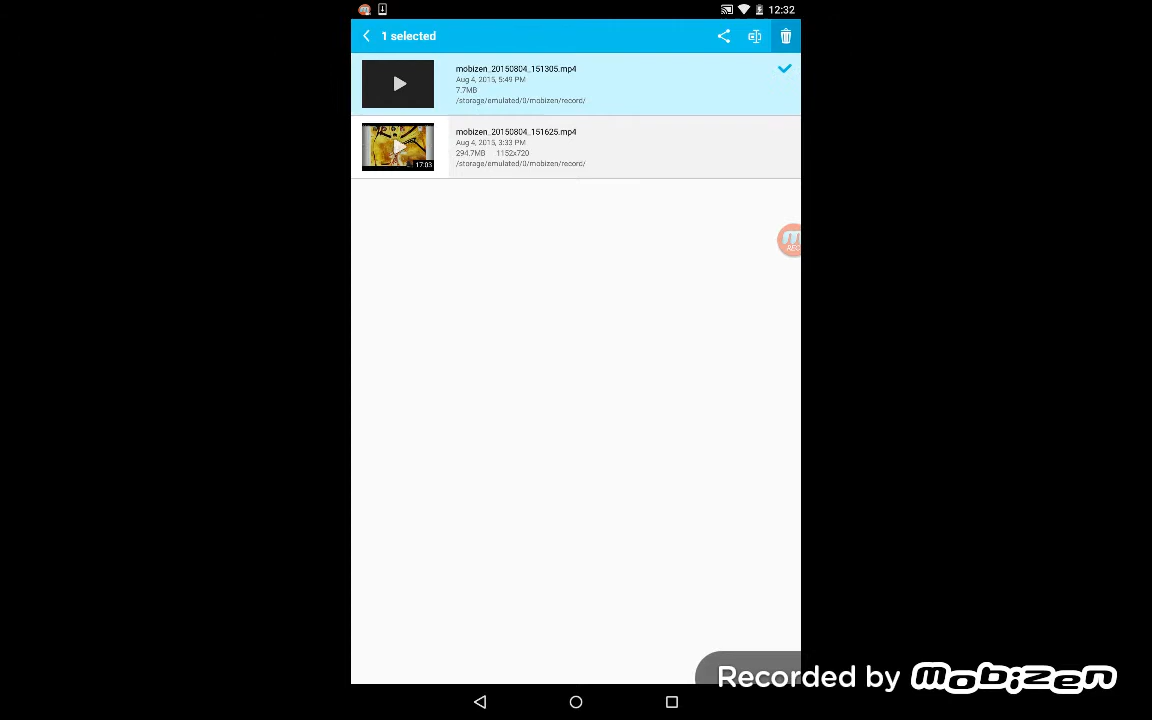 12:32
1 selected
mobizen_20150804_151305.mp4
Aug 4, 2015, 5:49 PM
7.7MB
/storage/emulated/0/mobizen/record/
mobizen_20150804_151625.mp4
Aug 4, 2015, 3:33 PM
294.7MB 1152x720
/storage/emulated/0/mobizen/record/
17:03
REC
Recorded by mobizen